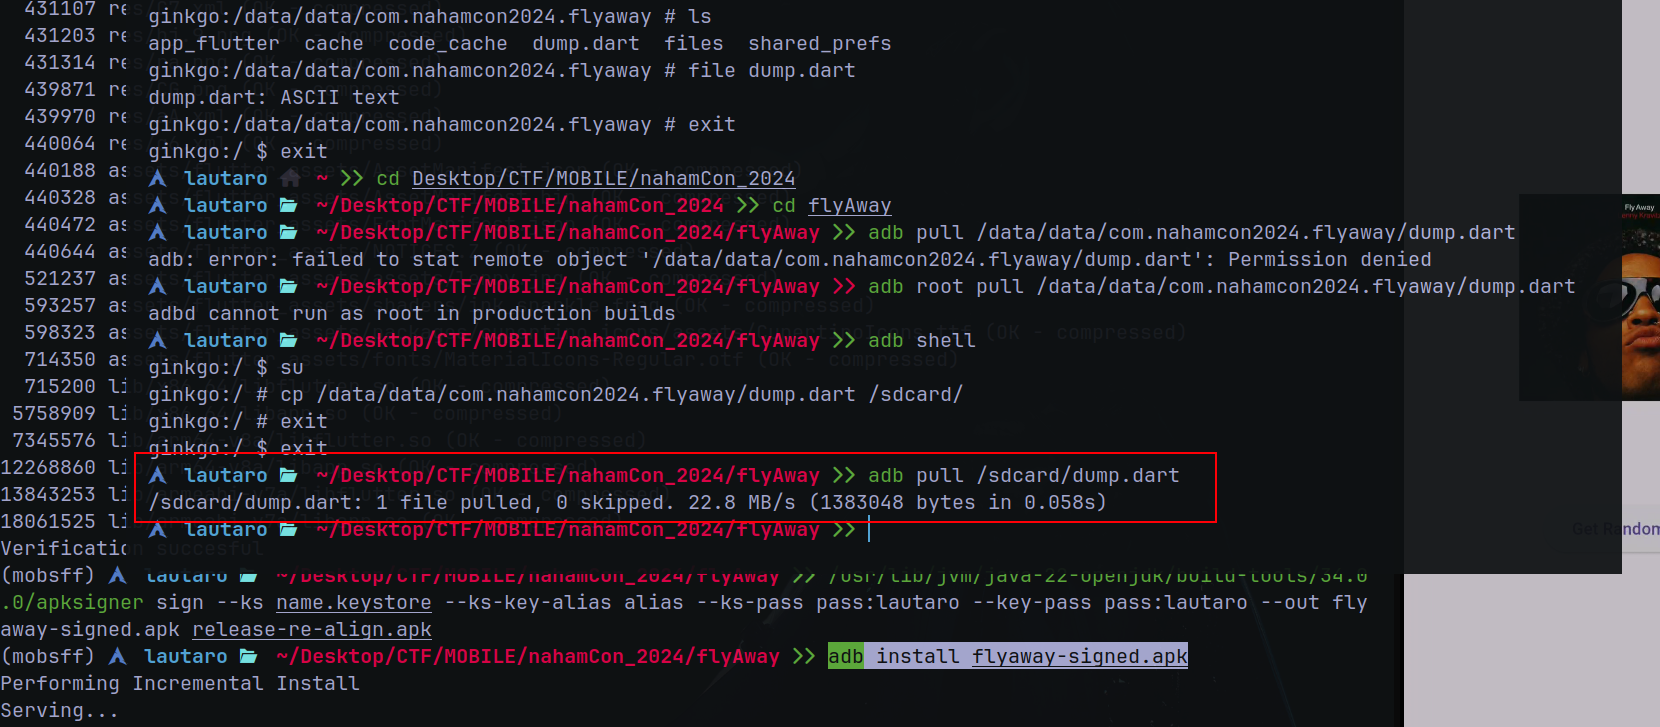 431107 re
431203 re
431314 re
439871 re
439970 re
440064 re
440188 as
440328 as
440472 as
440644 as
521237 as
593257 as
598323 as
714350 as
715200 lib
5758909 li
7345576 li
12268860 li
13843253 li
18061525 li
ginkgo:/data/data/com.nahamcon2024.flyaway # ls
app_flutter  cache  code_cache  dump.dart  files  shared_prefs
ginkgo:/data/data/com.nahamcon2024.flyaway # file dump.dart
dump.dart: ASCII text
ginkgo:/data/data/com.nahamcon2024.flyaway # exit
ginkgo:/ $ exit
lautaro ~ >> cd Desktop/CTF/MOBILE/nahamCon_2024
lautaro ~/Desktop/CTF/MOBILE/nahamCon_2024 >> cd flyAway
lautaro ~/Desktop/CTF/MOBILE/nahamCon_2024/flyAway >> adb pull /data/data/com.nahamcon2024.flyaway/dump.dart
adb: error: failed to stat remote object '/data/data/com.nahamcon2024.flyaway/dump.dart': Permission denied
lautaro ~/Desktop/CTF/MOBILE/nahamCon_2024/flyAway >> adb root pull /data/data/com.nahamcon2024.flyaway/dump.dart
adbd cannot run as root in production builds
lautaro ~/Desktop/CTF/MOBILE/nahamCon_2024/flyAway >> adb shell
ginkgo:/ $ su
ginkgo:/ # cp /data/data/com.nahamcon2024.flyaway/dump.dart /sdcard/
ginkgo:/ # exit
ginkgo:/ $ exit
lautaro ~/Desktop/CTF/MOBILE/nahamCon_2024/flyAway >> adb pull /sdcard/dump.dart
/sdcard/dump.dart: 1 file pulled, 0 skipped. 22.8 MB/s (1383048 bytes in 0.058s)
lautaro ~/Desktop/CTF/MOBILE/nahamCon_2024/flyAway >>
Verification succesful
(mobsff) lautaro ~/Desktop/CTF/MOBILE/nahamCon_2024/flyAway >> /usr/lib/jvm/java-22-openjdk/build-tools/34.0
.0/apksigner sign --ks name.keystore --ks-key-alias alias --ks-pass pass:lautaro --key-pass pass:lautaro --out fly
away-signed.apk release-re-align.apk
(mobsff) lautaro ~/Desktop/CTF/MOBILE/nahamCon_2024/flyAway >> adb install flyaway-signed.apk
Performing Incremental Install
Serving...
Fly Away
Get Random